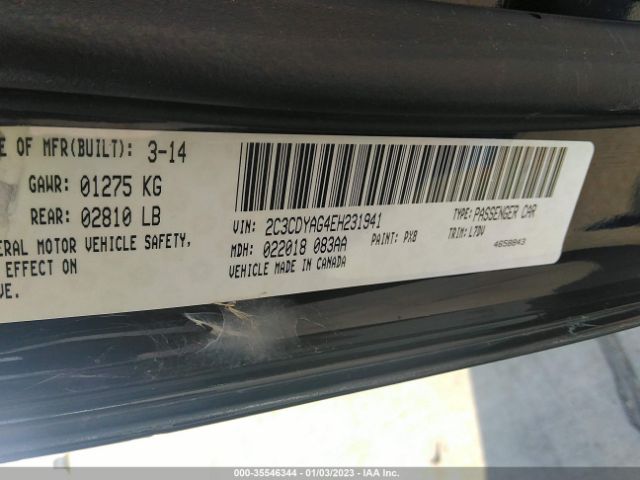 E OF MFR(BUILT): 3-14
GAWR: 01275 KG
REAR: 02810 LB
ERAL MOTOR VEHICLE SAFETY,
EFFECT ON
VE.
VIN: 2C3CDYAG4EH231941
TYPE: PASSENGER CAR
MDH: 022018 083AA
PAINT: PX8
TRIM: L7DV
VEHICLE MADE IN CANADA
4658843
000-35546344 | 01/03/2023 - IAA Inc.